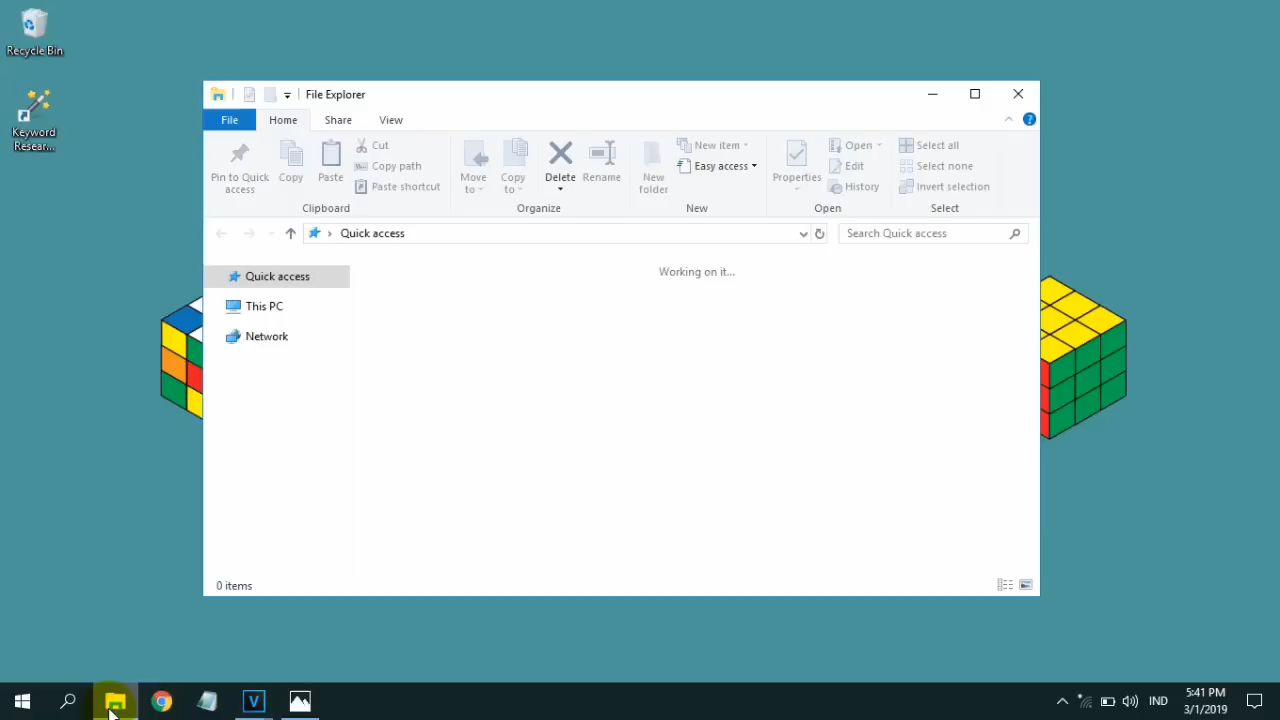 Recycle Bin
Keyword
Resear...
File Explorer
File
Home
Share
View
Pin to Quick
access
Copy
Paste
Cut
Copy path
Paste shortcut
Clipboard
Move
to
Copy
to
Delete
Rename
Organize
New
folder
New item
Easy access
New
Properties
Open
Edit
History
Open
Select all
Select none
Invert selection
Select
Quick access
Search Quick access
Quick access
This PC
Network
Working on it...
0 items
V
IND
5:41 PM
3/1/2019